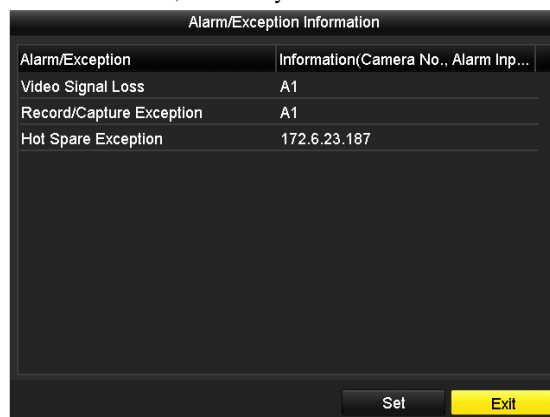 Alarm/Exception Information
Alarm/Exception Information(Camera No., Alarm Inp...
Video Signal Loss A1
Record/Capture Exception A1
Hot Spare Exception 172.6.23.187
Set Exit